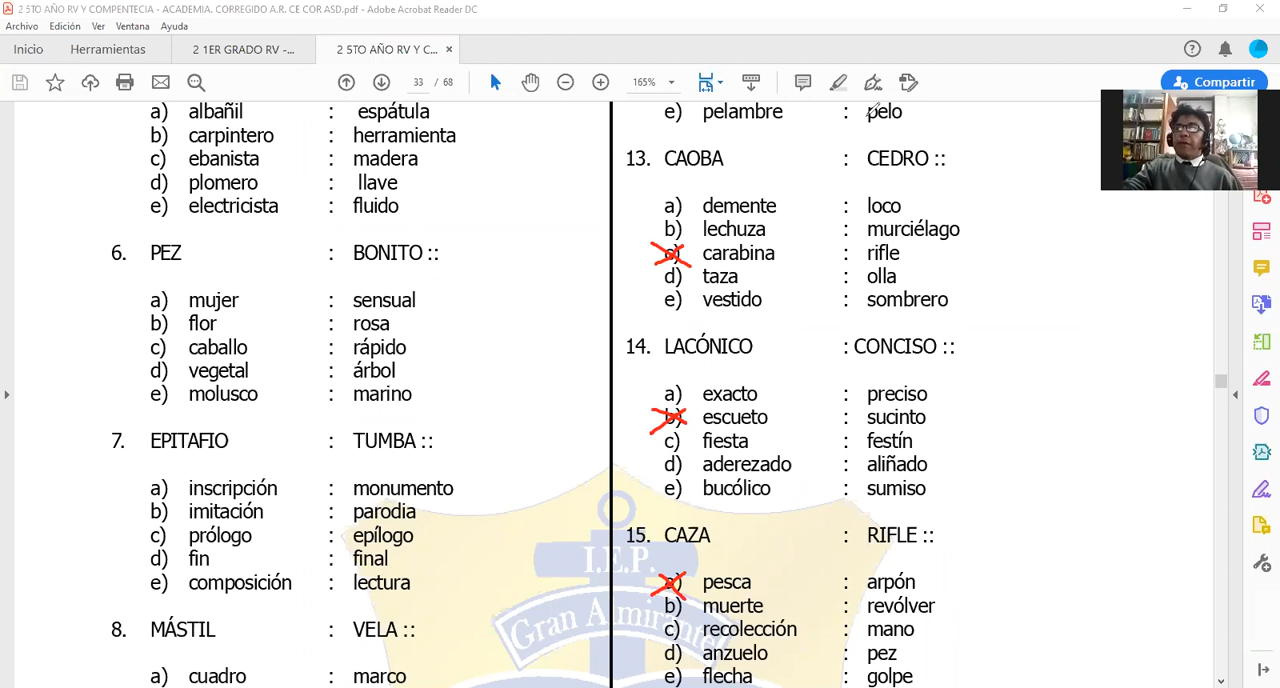 2 5TO AÑO RV Y COMPENTECIA - ACADEMIA. CORREGIDO A.R. CE COR ASD.pdf - Adobe Acrobat Reader DC
Archivo Edición Ver Ventana Ayuda
Inicio Herramientas 2 1ER GRADO RV -... 2 5TO AÑO RV Y C... ×
33 / 68 165% Compartir
a) albañil : espátula
b) carpintero : herramienta
c) ebanista : madera
d) plomero : llave
e) electricista : fluido
6. PEZ : BONITO ::
a) mujer : sensual
b) flor : rosa
c) caballo : rápido
d) vegetal : árbol
e) molusco : marino
7. EPITAFIO : TUMBA ::
a) inscripción : monumento
b) imitación : parodia
c) prólogo : epílogo
d) fin : final
e) composición : lectura
8. MÁSTIL : VELA ::
a) cuadro : marco
e) pelambre : pelo
13. CAOBA : CEDRO ::
a) demente : loco
b) lechuza : murciélago
c) carabina : rifle
d) taza : olla
e) vestido : sombrero
14. LACÓNICO : CONCISO ::
a) exacto : preciso
b) escueto : sucinto
c) fiesta : festín
d) aderezado : aliñado
e) bucólico : sumiso
15. CAZA : RIFLE ::
a) pesca : arpón
b) muerte : revólver
c) recolección : mano
d) anzuelo : pez
e) flecha : golpe
I.E.P.
Gran Almirante